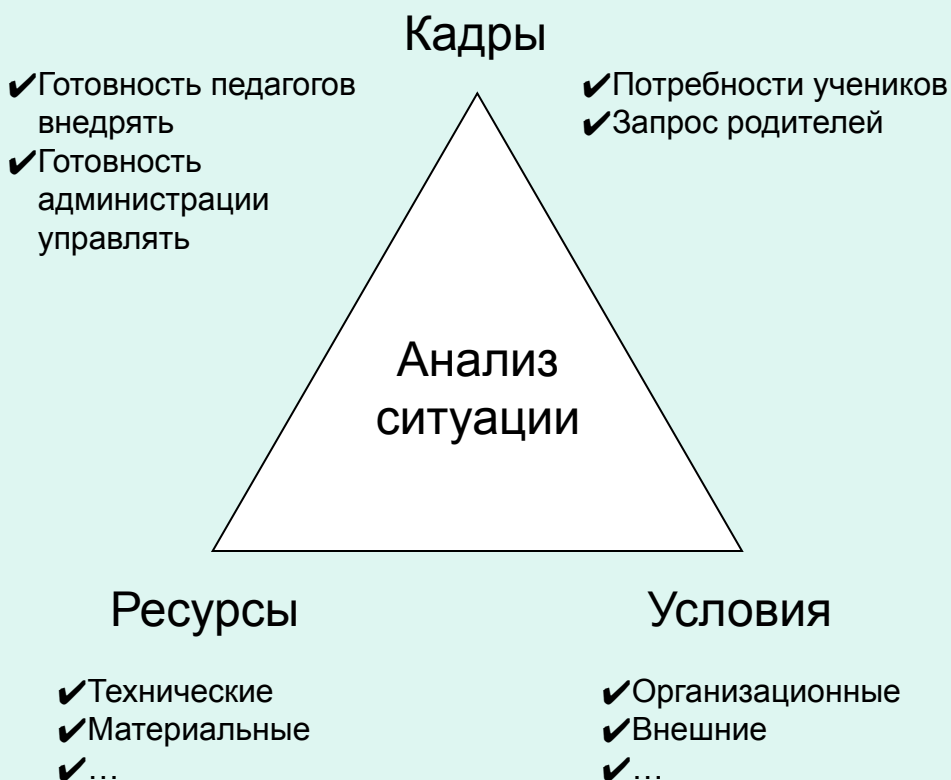 Кадры
✔Готовность педагогов
внедрять
✔Готовность
администрации
управлять
✔Потребности учеников
✔Запрос родителей
Анализ
ситуации
Ресурсы
✔Технические
✔Материальные
✔…
Условия
✔Организационные
✔Внешние
✔…